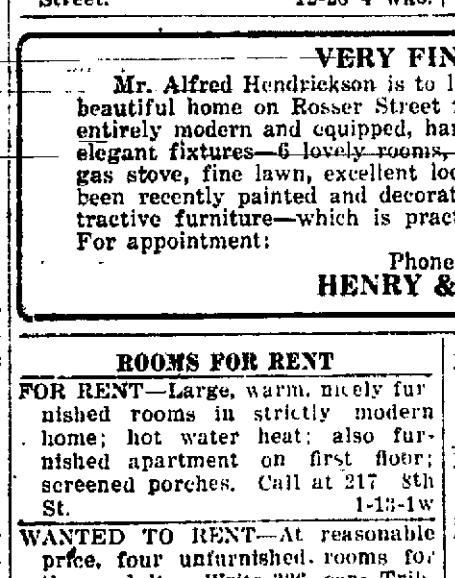 Street. 12-26 4 wks.
VERY FIN
Mr. Alfred Hendrickson is to l
beautiful home on Rosser Street
entirely modern and equipped, har
elegant fixtures—6 lovely rooms,
gas stove, fine lawn, excellent loc
been recently painted and decorat
tractive furniture—which is pract
For appointment:
Phone
HENRY &
ROOMS FOR RENT
FOR RENT—Large, warm, nicely fur
nished rooms in strictly modern
home; hot water heat; also fur-
nished apartment on first floor;
screened porches. Call at 217 8th
St. 1-13-1w
WANTED TO RENT—At reasonable
price, four unfurnished, rooms for